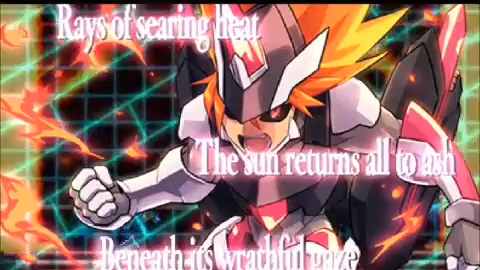 Rays of searing heat
The sun returns all to ash
Beneath its wrathful gaze